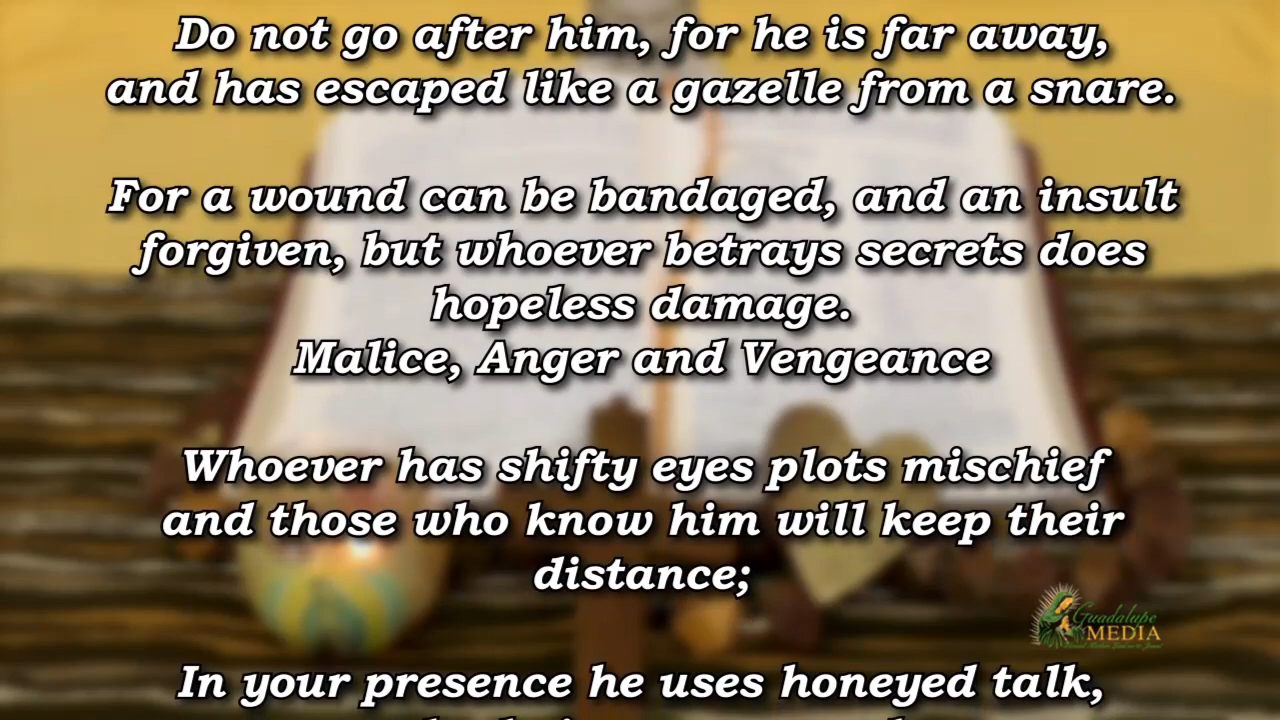 Do not go after him, for he is far away,
and has escaped like a gazelle from a snare.
For a wound can be bandaged, and an insult
forgiven, but whoever betrays secrets does
hopeless damage.
Malice, Anger and Vengeance
Whoever has shifty eyes plots mischief
and those who know him will keep their
distance;
Guadalupe
MEDIA
In your presence he uses honeyed talk,